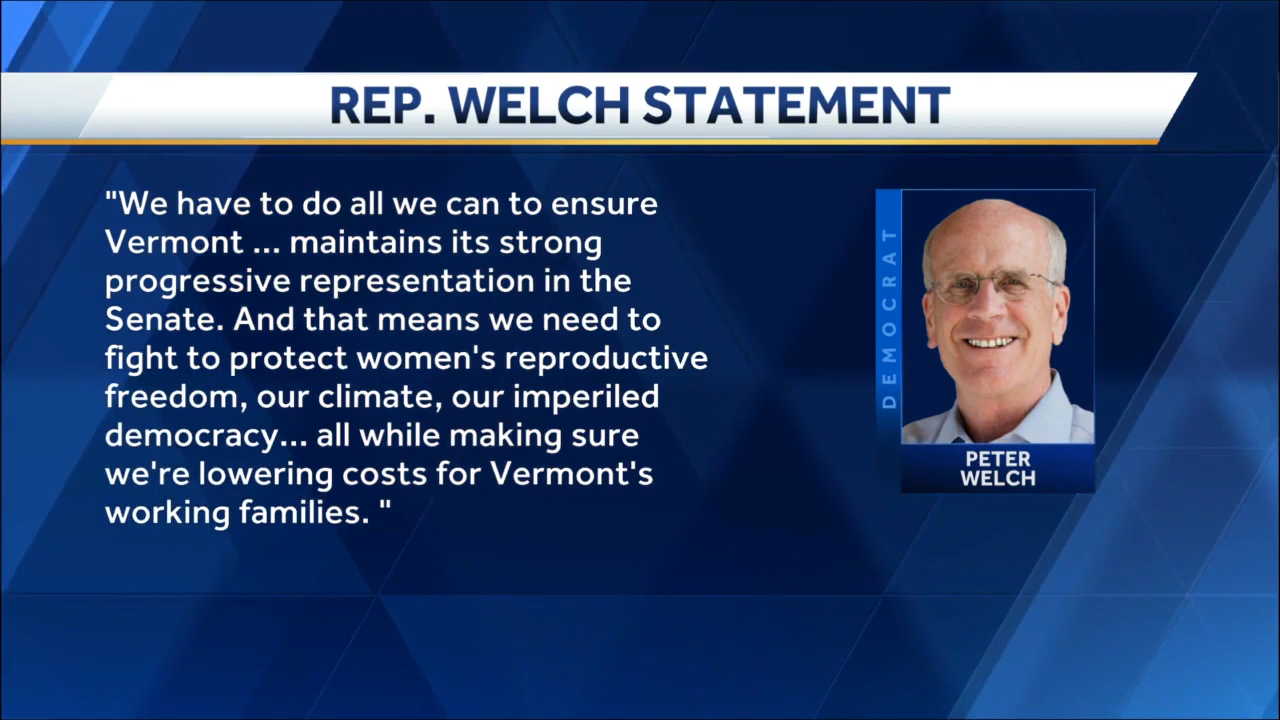 REP. WELCH STATEMENT
"We have to do all we can to ensure
Vermont ... maintains its strong
progressive representation in the
Senate. And that means we need to
fight to protect women's reproductive
freedom, our climate, our imperiled
democracy... all while making sure
we're lowering costs for Vermont's
working families. "
DEMOCRAT
PETER
WELCH